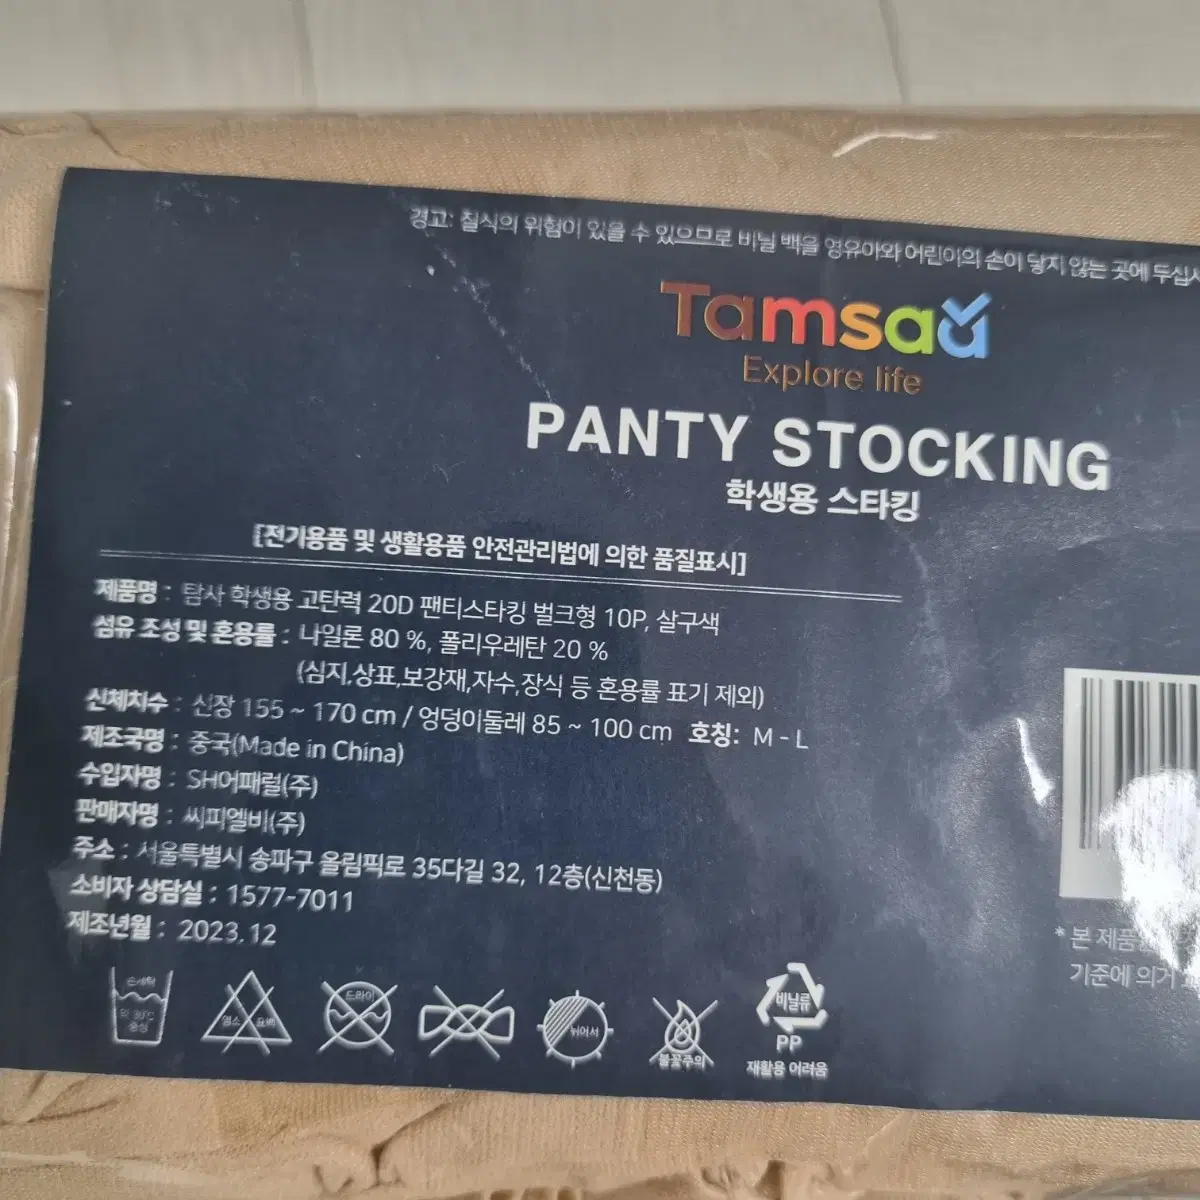 경고: 질식의 위험이 있을 수 있으므로 비닐 백을 영유아와 어린이의 손이 닿지 않는 곳에 두십시
Tamsaa
Explore life
PANTY STOCKING
학생용 스타킹
[전기용품 및 생활용품 안전관리법에 의한 품질표시]
제품명 : 탐사 학생용 고탄력 20D 팬티스타킹 벌크형 10P, 살구색
섬유 조성 및 혼용률 : 나일론 80 %, 폴리우레탄 20 %
(심지,상표,보강재,자수,장식 등 혼용률 표기 제외)
신체치수 : 신장 155 ~ 170 cm / 엉덩이둘레 85 ~ 100 cm 호칭: M - L
제조국명 : 중국(Made in China)
수입자명 : SH어패럴(주)
판매자명 : 씨피엘비(주)
주소 : 서울특별시 송파구 올림픽로 35다길 32, 12층(신천동)
소비자 상담실 : 1577-7011
제조년월 : 2023.12
* 본 제품
기준에 의거
손세탁
약 30℃
중성
염소 표백
드라이
뉘어서
불꽃주의
비닐류
PP
재활용 어려움